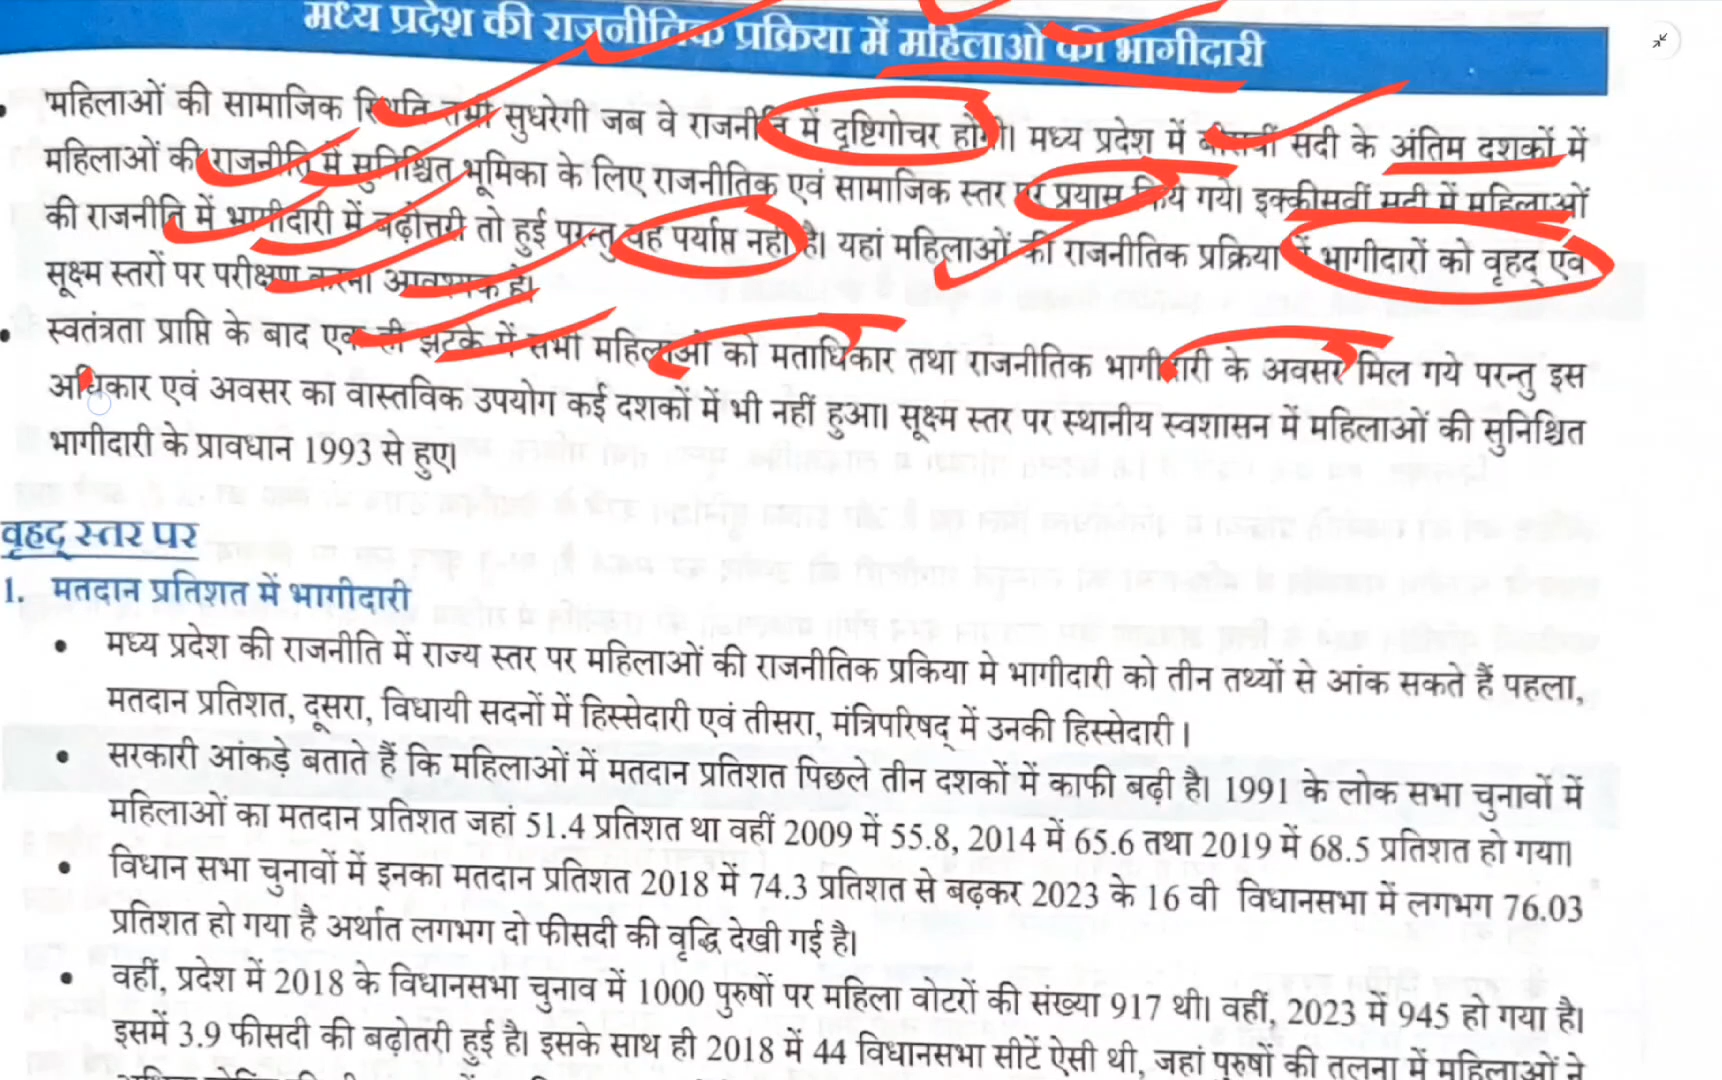 मध्य प्रदेश की राजनीतिक प्रक्रिया में महिलाओं की भागीदारी
'महिलाओं की सामाजिक स्थिति तभी सुधरेगी जब वे राजनीति में दृष्टिगोचर होंगी। मध्य प्रदेश में बीसवीं सदी के अंतिम दशकों में
महिलाओं की राजनीति में सुनिश्चित भूमिका के लिए राजनीतिक एवं सामाजिक स्तर पर प्रयास किये गये। इक्कीसवीं सदी में महिलाओं
की राजनीति में भागीदारी में बढ़ोत्तरी तो हुई परन्तु वह पर्याप्त नहीं है। यहां महिलाओं की राजनीतिक प्रक्रिया में भागीदारों को वृहद् एवं
सूक्ष्म स्तरों पर परीक्षण करना आवश्यक है।
स्वतंत्रता प्राप्ति के बाद एक ही झटके में सभी महिलाओं को मताधिकार तथा राजनीतिक भागीदारी के अवसर मिल गये परन्तु इस
अधिकार एवं अवसर का वास्तविक उपयोग कई दशकों में भी नहीं हुआ। सूक्ष्म स्तर पर स्थानीय स्वशासन में महिलाओं की सुनिश्चित
भागीदारी के प्रावधान 1993 से हुए।
वृहद् स्तर पर
1. मतदान प्रतिशत में भागीदारी
मध्य प्रदेश की राजनीति में राज्य स्तर पर महिलाओं की राजनीतिक प्रकिया मे भागीदारी को तीन तथ्यों से आंक सकते हैं पहला,
मतदान प्रतिशत, दूसरा, विधायी सदनों में हिस्सेदारी एवं तीसरा, मंत्रिपरिषद् में उनकी हिस्सेदारी।
सरकारी आंकड़े बताते हैं कि महिलाओं में मतदान प्रतिशत पिछले तीन दशकों में काफी बढ़ी है। 1991 के लोक सभा चुनावों में
महिलाओं का मतदान प्रतिशत जहां 51.4 प्रतिशत था वहीं 2009 में 55.8, 2014 में 65.6 तथा 2019 में 68.5 प्रतिशत हो गया।
विधान सभा चुनावों में इनका मतदान प्रतिशत 2018 में 74.3 प्रतिशत से बढ़कर 2023 के 16 वी विधानसभा में लगभग 76.03
प्रतिशत हो गया है अर्थात लगभग दो फीसदी की वृद्धि देखी गई है।
वहीं, प्रदेश में 2018 के विधानसभा चुनाव में 1000 पुरुषों पर महिला वोटरों की संख्या 917 थी। वहीं, 2023 में 945 हो गया है।
इसमें 3.9 फीसदी की बढ़ोतरी हुई है। इसके साथ ही 2018 में 44 विधानसभा सीटें ऐसी थी, जहां पुरुषों की तुलना में महिलाओं ने